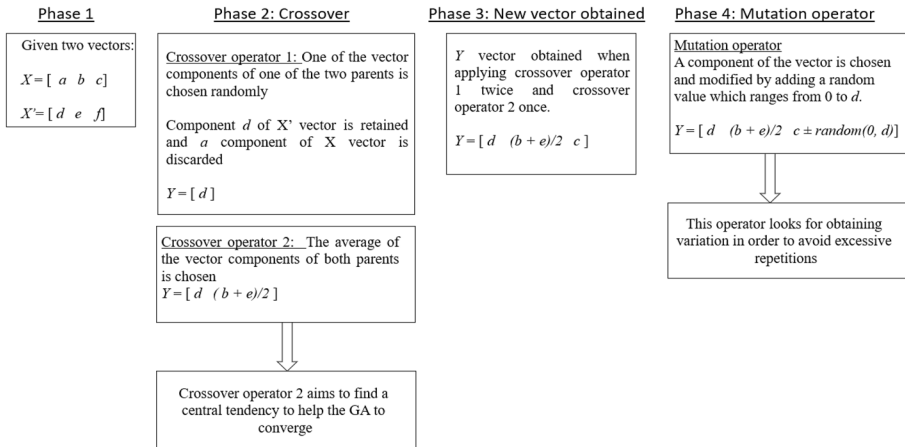 Phase 1
Given two vectors:
X=[ a b c]
X'=[ d e f]
Phase 2: Crossover
Crossover operator 1: One of the vector
components of one of the two parents is
chosen randomly
Component d of X' vector is retained
and a component of X vector is
discarded
Y=[ d ]
Crossover operator 2: The average of
the vector components of both parents
is chosen
Y=[ d ( b + e)/2 ]
Crossover operator 2 aims to find a
central tendency to help the GA to
converge
Phase 3: New vector obtained
Y vector obtained when
applying crossover operator
1 twice and crossover
operator 2 once.
Y=[ d (b + e)/2 c ]
Phase 4: Mutation operator
Mutation operator
A component of the vector is chosen
and modified by adding a random
value which ranges from 0 to d.
Y=[ d (b + e)/2 c ± random(0, d)]
This operator looks for obtaining
variation in order to avoid excessive
repetitions